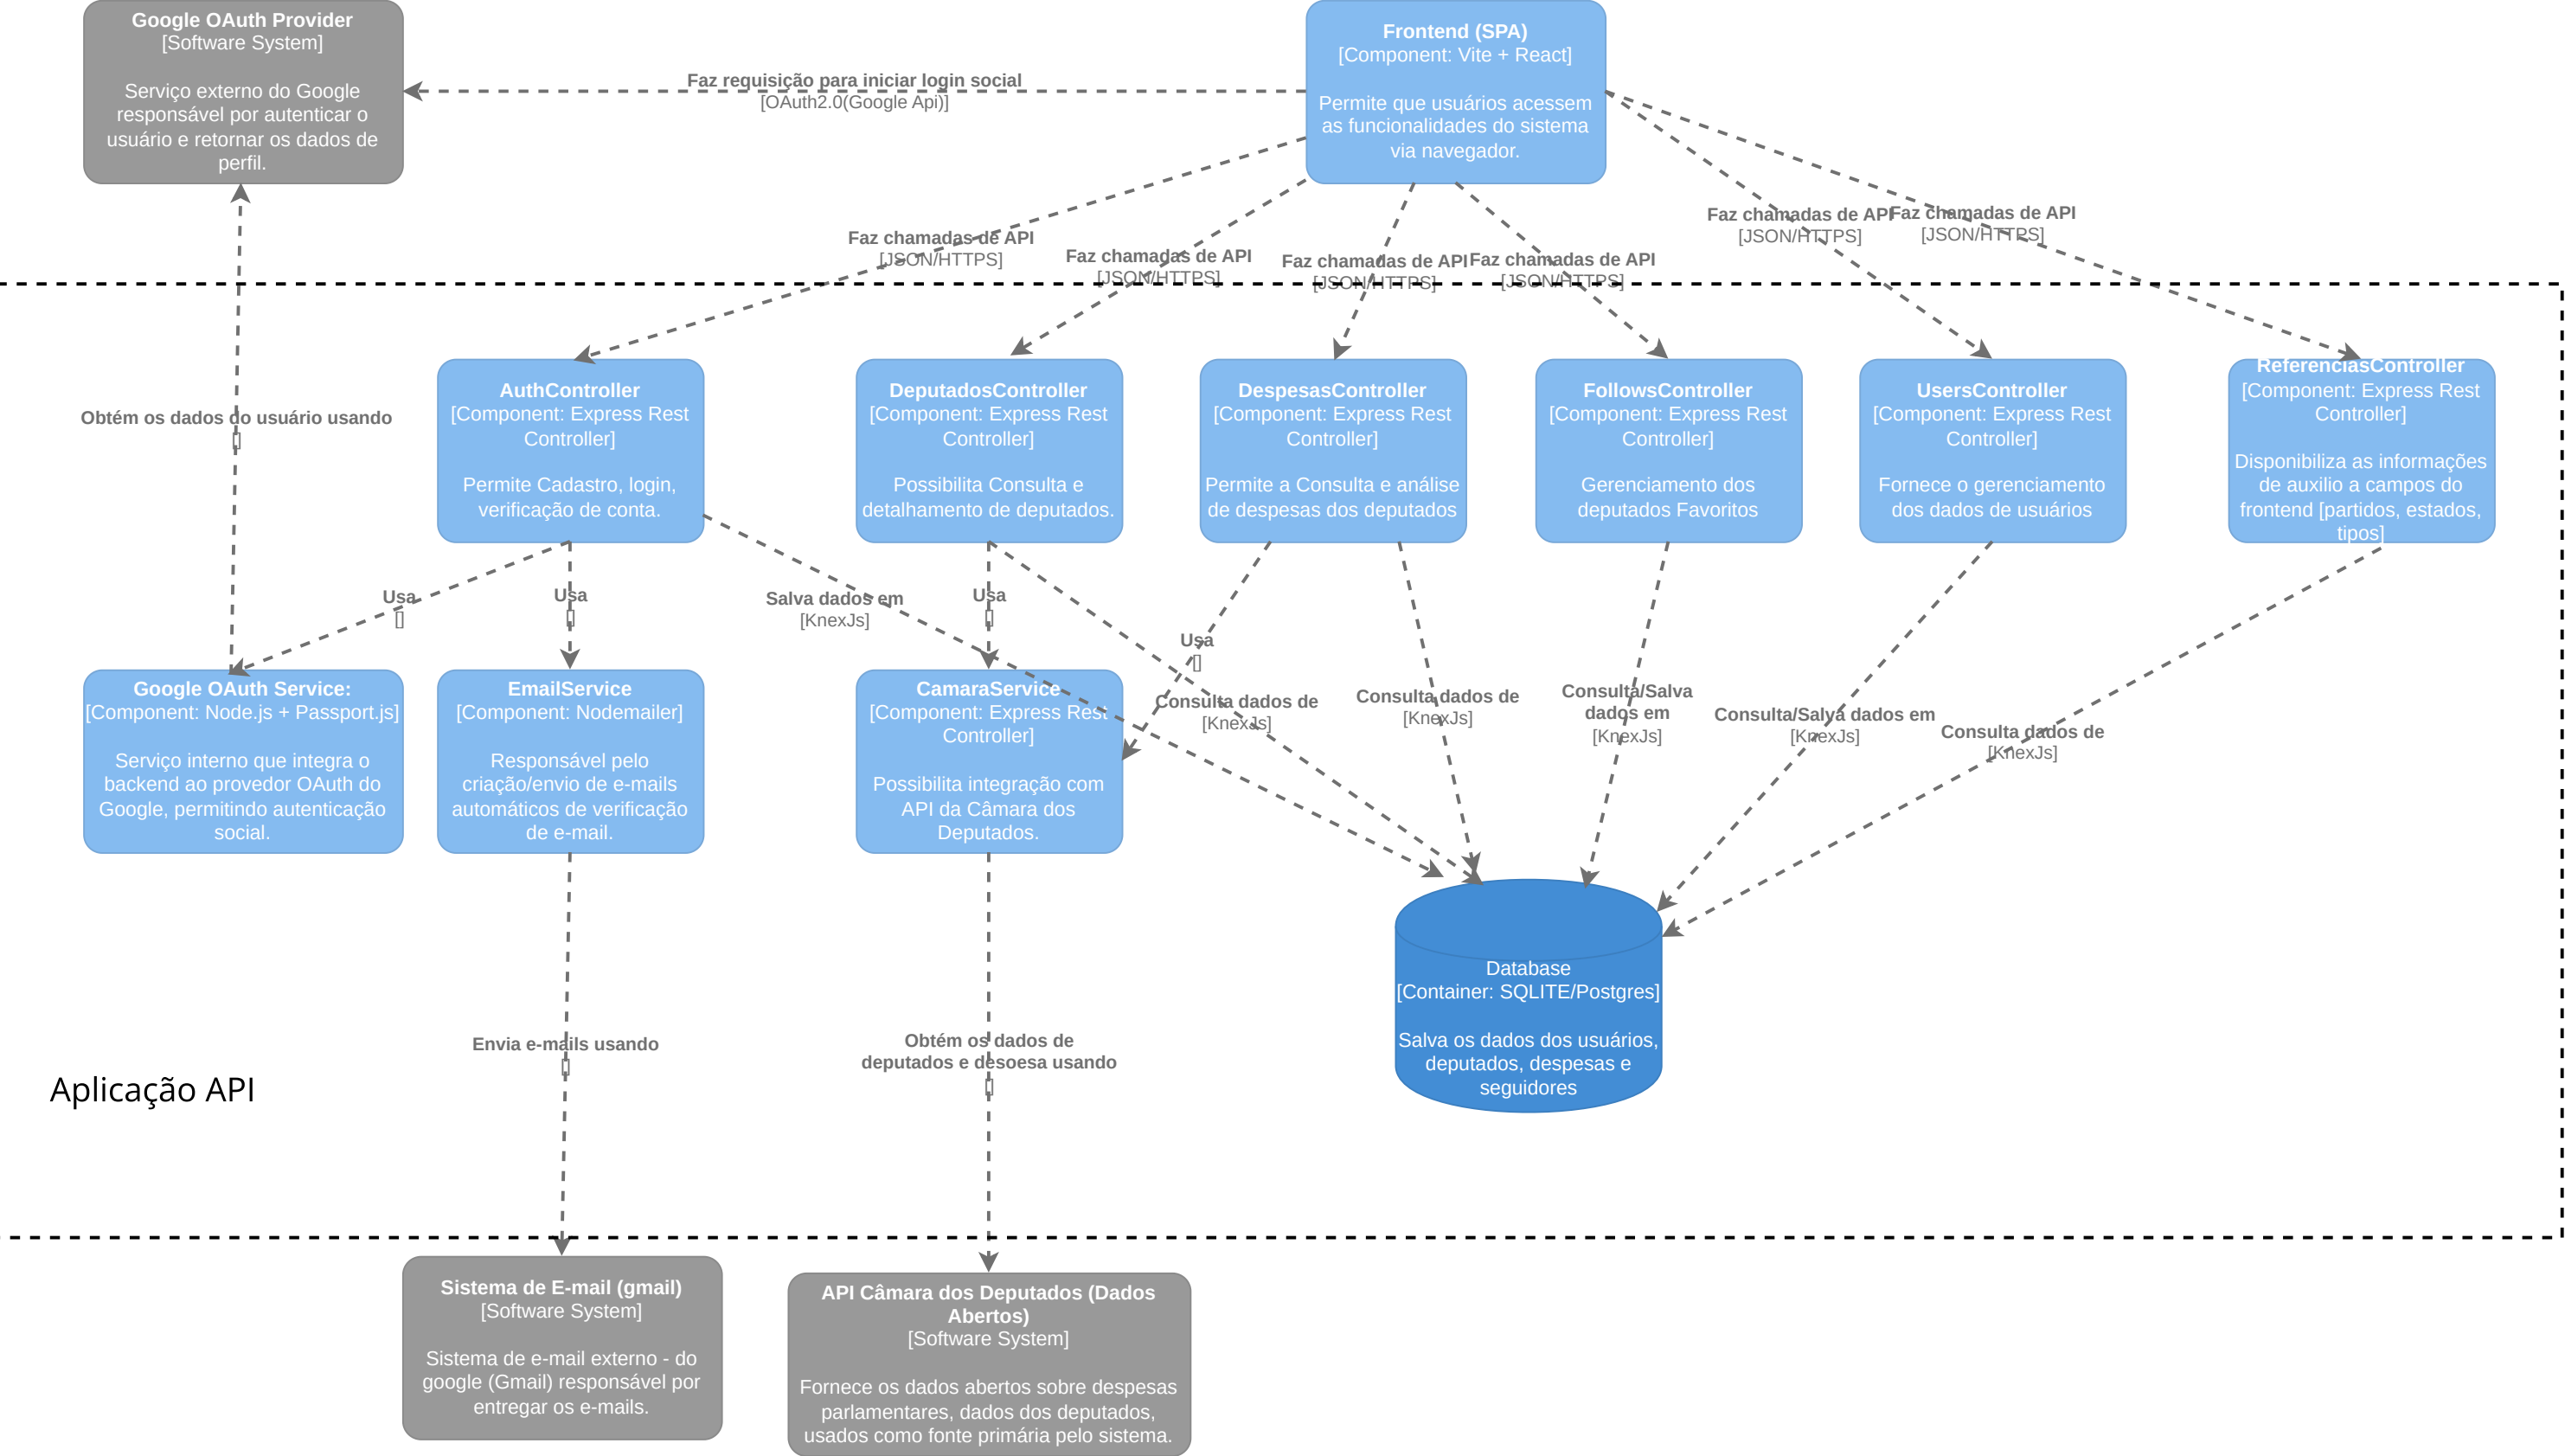 Google OAuth Provider
[Software System]
Serviço externo do Google
responsável por autenticar o
usuário e retornar os dados de
perfil.
Frontend (SPA)
[Component: Vite + React]
Permite que usuários acessem
as funcionalidades do sistema
via navegador.
Faz requisição para iniciar login social
[OAuth2.0(Google Api)]
Faz chamadas de API
[JSON/HTTPS]
Faz chamadas de API
[JSON/HTTPS]
Faz chamadas de API
[JSON/HTTPS]
Faz chamadas de API
[JSON/HTTPS]
Faz chamadas de API
[JSON/HTTPS]
Faz chamadas de API
[JSON/HTTPS]
Obtém os dados do usuário usando
[]
AuthController
[Component: Express Rest
Controller]
Permite Cadastro, login,
verificação de conta.
DeputadosController
[Component: Express Rest
Controller]
Possibilita Consulta e
detalhamento de deputados.
DespesasController
[Component: Express Rest
Controller]
Permite a Consulta e análise
de despesas dos deputados
FollowsController
[Component: Express Rest
Controller]
Gerenciamento dos
deputados Favoritos
UsersController
[Component: Express Rest
Controller]
Fornece o gerenciamento
dos dados de usuários
ReferenciasController
[Component: Express Rest
Controller]
Disponibiliza as informações
de auxilio a campos do
frontend [partidos, estados,
tipos]
Usa
[]
Usa
[]
Salva dados em
[KnexJs]
Usa
[]
Usa
[]
Consulta dados de
[KnexJs]
Consulta dados de
[KnexJs]
Consulta/Salva
dados em
[KnexJs]
Consulta/Salva dados em
[KnexJs]
Consulta dados de
[KnexJs]
Google OAuth Service:
[Component: Node.js + Passport.js]
Serviço interno que integra o
backend ao provedor OAuth do
Google, permitindo autenticação
social.
EmailService
[Component: Nodemailer]
Responsável pelo
criação/envio de e-mails
automáticos de verificação
de e-mail.
CamaraService
[Component: Express Rest
Controller]
Possibilita integração com
API da Câmara dos
Deputados.
Database
[Container: SQLITE/Postgres]
Salva os dados dos usuários,
deputados, despesas e
seguidores
Envia e-mails usando
[]
Obtém os dados de
deputados e desoesa usando
[]
Aplicação API
Sistema de E-mail (gmail)
[Software System]
Sistema de e-mail externo - do
google (Gmail) responsável por
entregar os e-mails.
API Câmara dos Deputados (Dados
Abertos)
[Software System]
Fornece os dados abertos sobre despesas
parlamentares, dados dos deputados,
usados como fonte primária pelo sistema.